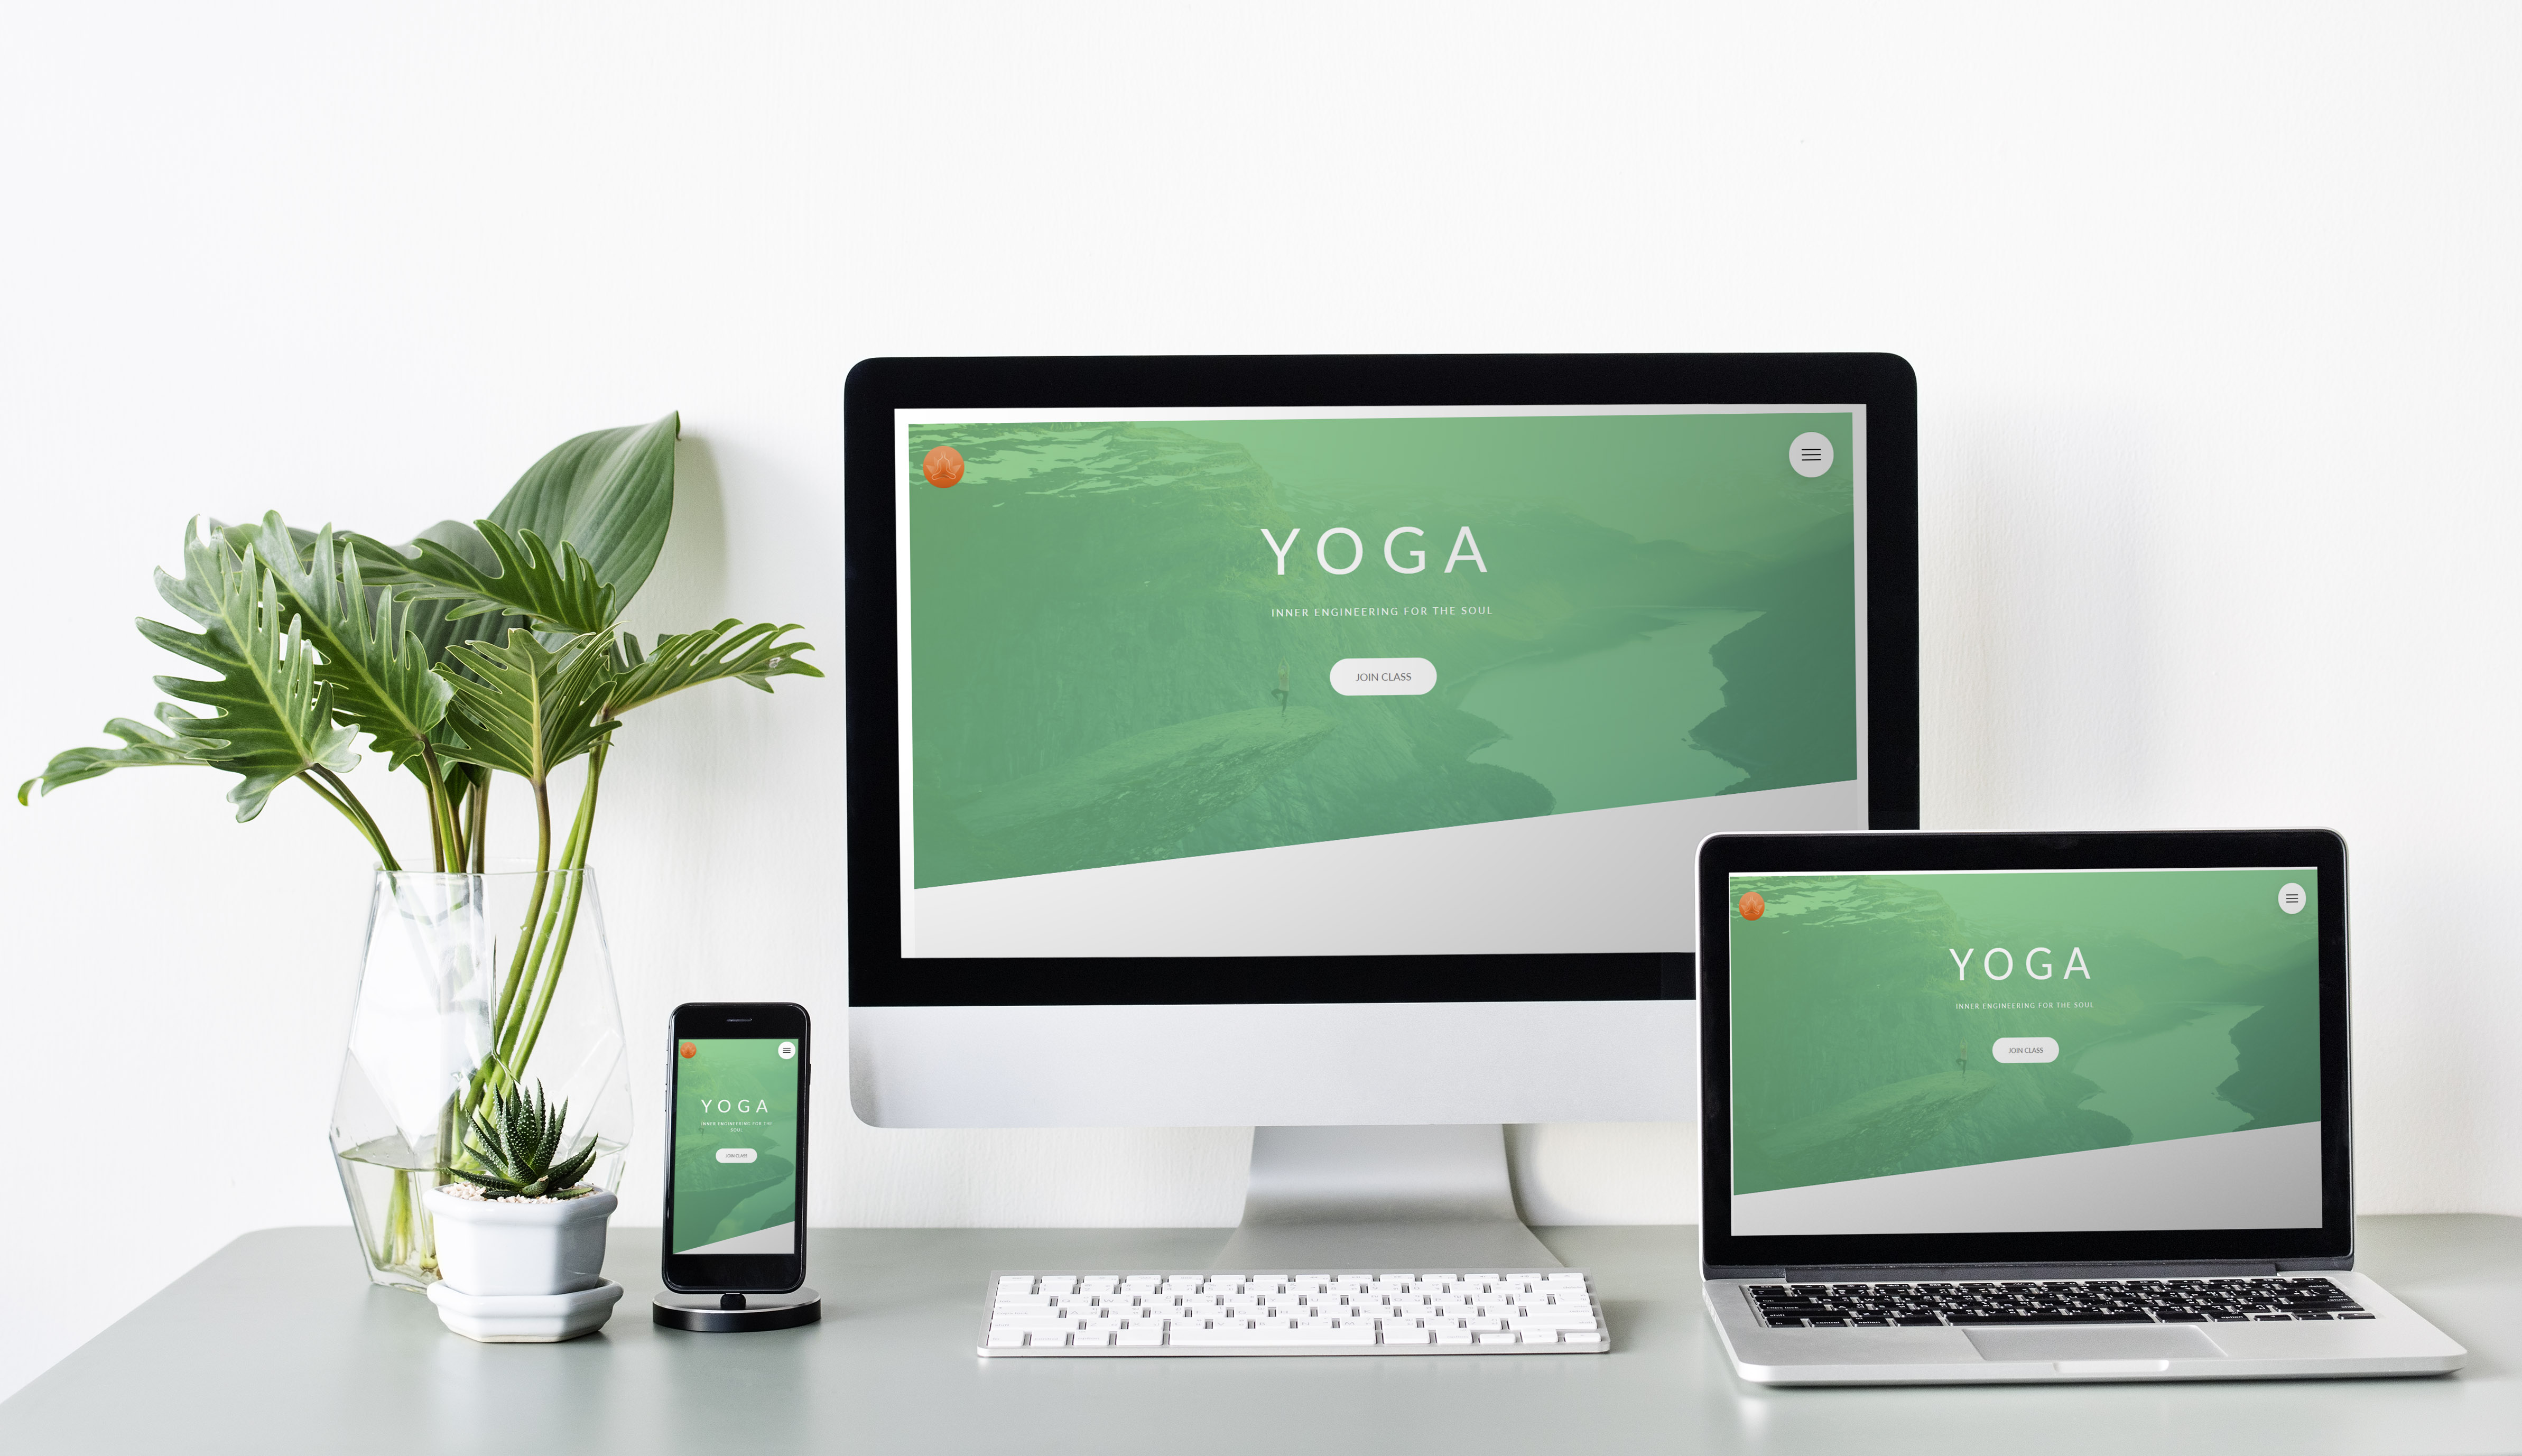 YOGA
INNER ENGINEERING FOR THE SOUL
JOIN CLASS
YOGA
INNER ENGINEERING FOR THE
SOUL
JOIN CLASS
YOGA
INNER ENGINEERING FOR THE SOUL
JOIN CLASS